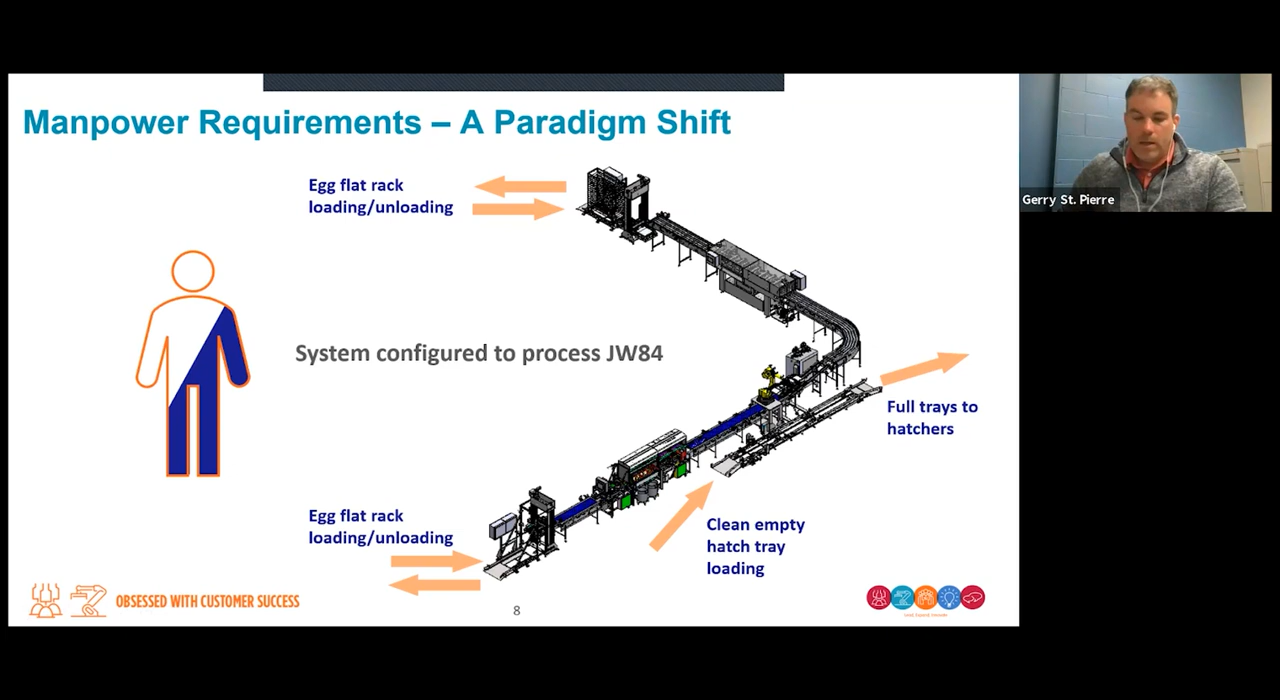 Manpower Requirements – A Paradigm Shift
Egg flat rack
loading/unloading
Gerry St. Pierre
System configured to process JW84
Full trays to
hatchers
Egg flat rack
loading/unloading
Clean empty
hatch tray
loading
OBSESSED WITH CUSTOMER SUCCESS
8